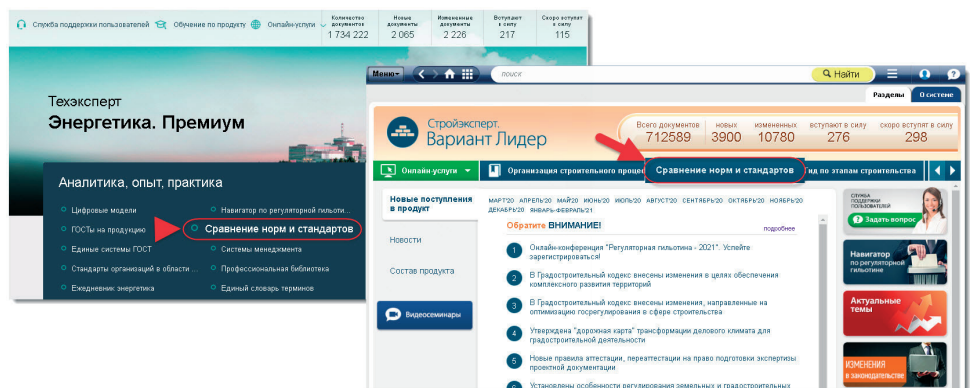 Служба поддержки пользователей
Обучение по продукту
Онлайн-услуги
Количество документов
1 734 222
Новые документы
2 065
Измененные документы
2 226
Вступают в силу
217
Скоро вступят в силу
115
Техэксперт
Энергетика. Премиум
Аналитика, опыт, практика
Цифровые модели
ГОСТы на продукцию
Единые системы ГОСТ
Стандарты организаций в области ...
Ежедневник энергетика
Навигатор по регуляторной гильоти...
Сравнение норм и стандартов
Системы менеджмента
Профессиональная библиотека
Единый словарь терминов
Меню
поиск
Найти
?
Разделы
О системе
Стройэксперт.
Вариант Лидер
Всего документов
712589
новых
3900
измененных
10780
вступают в силу
276
скоро вступят в силу
298
Онлайн-услуги
Организация строительного процес
Сравнение норм и стандартов
Гид по этапам строительства
Новые поступления
в продукт
Новости
Состав продукта
Видеосеминары
МАРТ'20 АПРЕЛЬ'20 МАЙ'20 ИЮНЬ'20 ИЮЛЬ'20 АВГУСТ'20 СЕНТЯБРЬ'20 ОКТЯБРЬ'20 НОЯБРЬ'20
ДЕКАБРЬ'20 ЯНВАРЬ-ФЕВРАЛЬ'21
Обратите ВНИМАНИЕ!
подробнее
1 Онлайн-конференция "Регуляторная гильотина - 2021". Успейте
зарегистрироваться!
2 В Градостроительный кодекс внесены изменения в целях обеспечения
комплексного развития территорий
3 В Градостроительный кодекс внесены изменения, направленные на
оптимизацию госрегулирования в сфере строительства
4 Утверждена "дорожная карта" трансформации делового климата для
градостроительной деятельности
5 Новые правила аттестации, переаттестации на право подготовки экспертизы
проектной документации
6 Установлены особенности регулирования земельных и градостроительных
СЛУЖБА
ПОДДЕРЖКИ
ПОЛЬЗОВАТЕЛЕЙ
? Задать вопрос
Навигатор
по регуляторной
гильотине
Актуальные
темы
ИЗМЕНЕНИЯ
в законодательстве